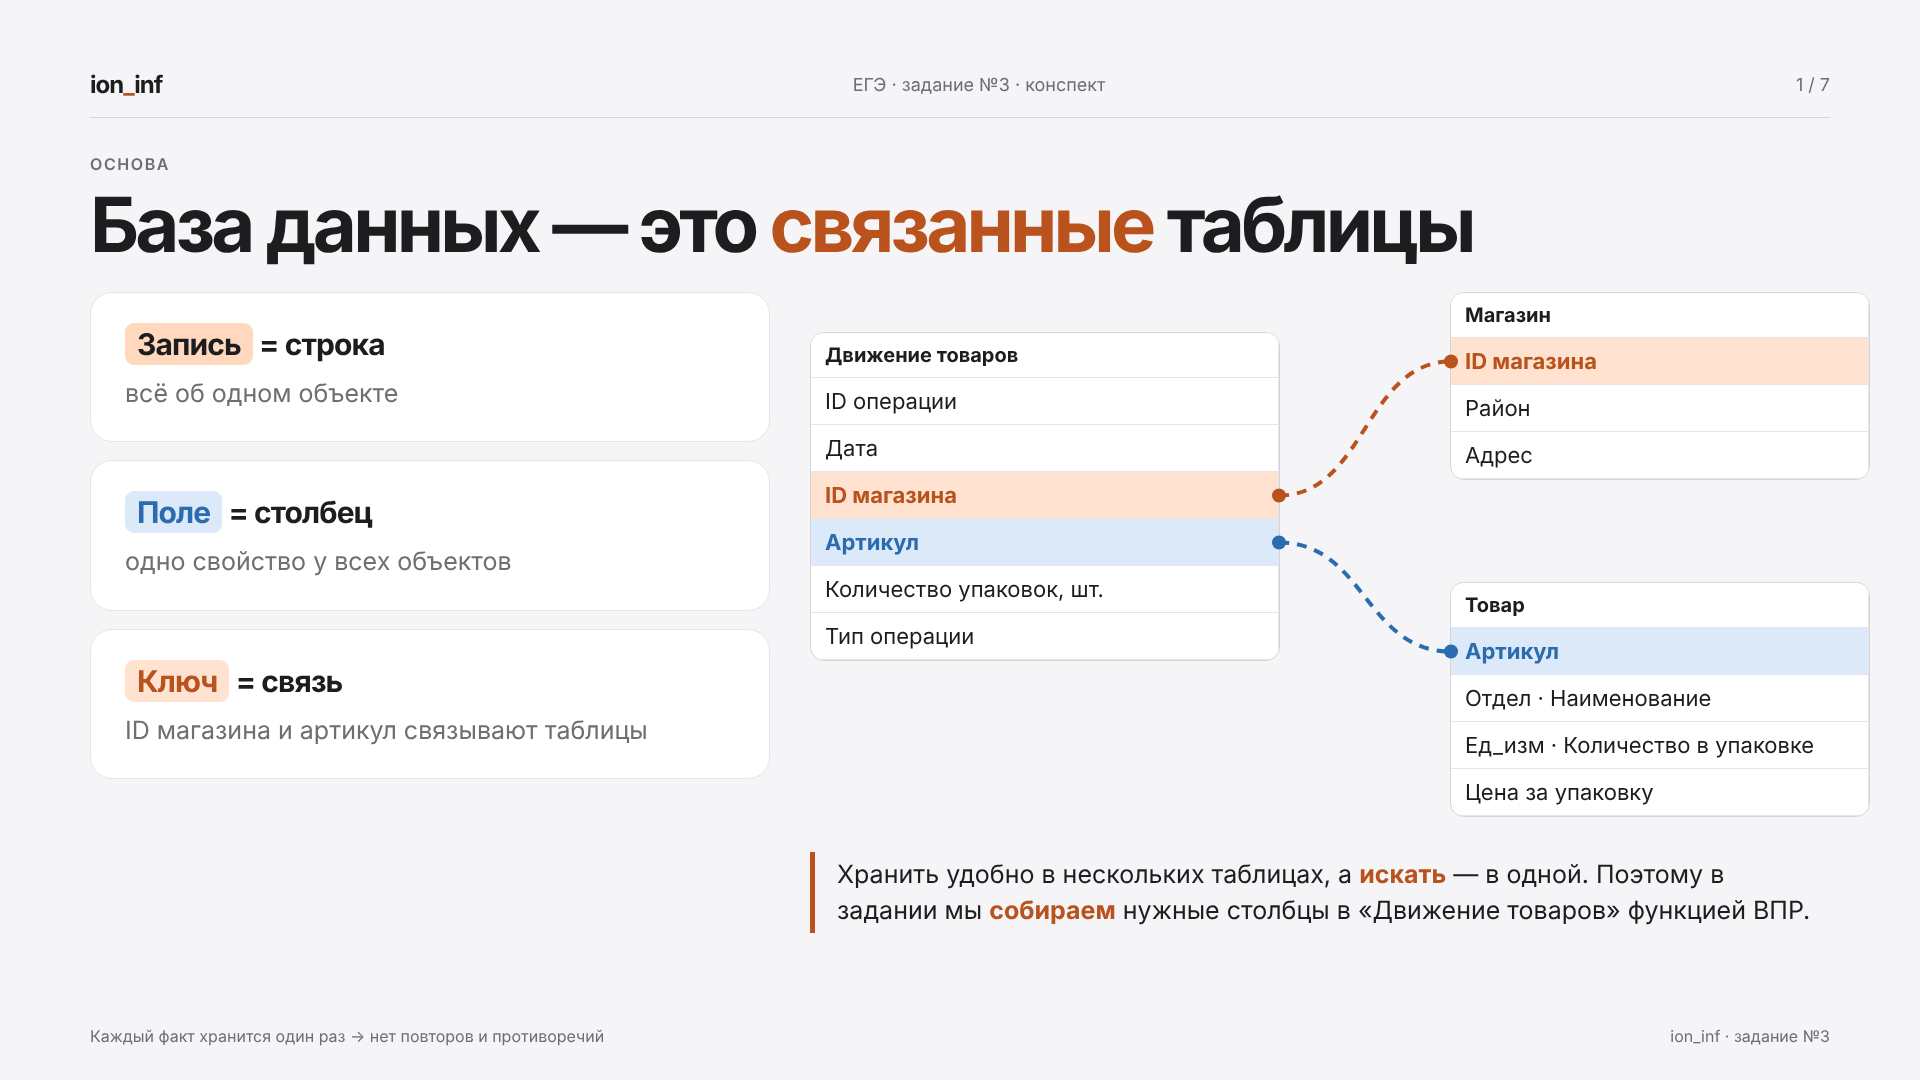 ion_inf
ЕГЭ · задание №3 · конспект
1 / 7
ОСНОВА
База данных — это связанные таблицы
Запись = строка
всё об одном объекте
Поле = столбец
одно свойство у всех объектов
Ключ = связь
ID магазина и артикул связывают таблицы
Движение товаров
ID операции
Дата
ID магазина
Артикул
Количество упаковок, шт.
Тип операции
Магазин
ID магазина
Район
Адрес
Товар
Артикул
Отдел · Наименование
Ед_изм · Количество в упаковке
Цена за упаковку
Хранить удобно в нескольких таблицах, а искать — в одной. Поэтому в
задании мы собираем нужные столбцы в «Движение товаров» функцией ВПР.
Каждый факт хранится один раз → нет повторов и противоречий
ion_inf · задание №3